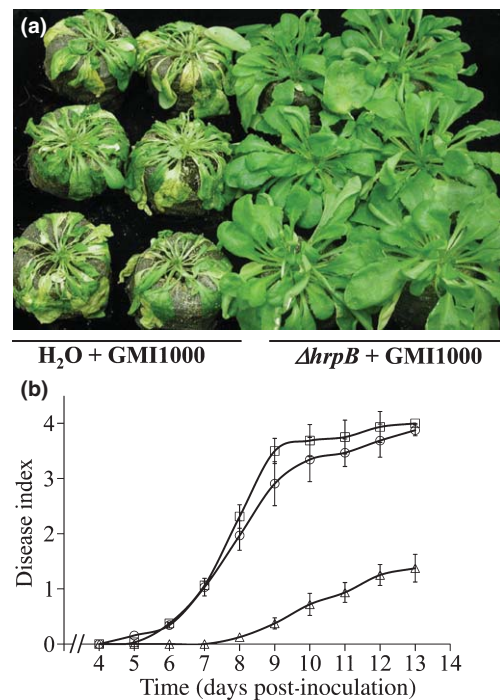 (a)
H₂O + GMI1000 ΔhrpB + GMI1000
(b)
Disease index
4
3
2
1
0
4 5 6 7 8 9 10 11 12 13 14
Time (days post-inoculation)